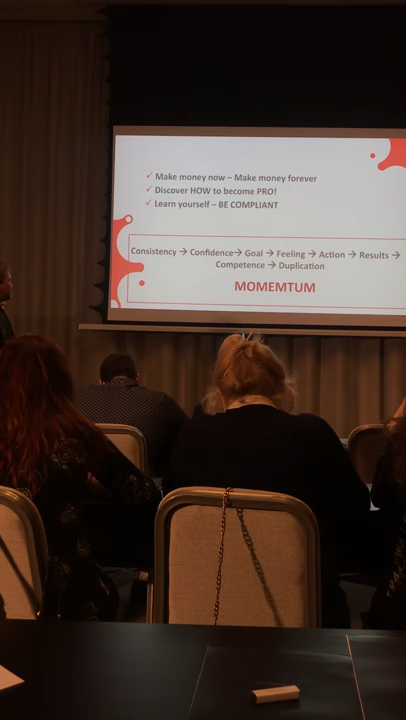 ✓ Make money now – Make money forever
✓ Discover HOW to become PRO!
✓ Learn yourself – BE COMPLIANT
Consistency → Confidence→ Goal → Feeling → Action → Results →
Competence → Duplication
MOMEMTUM